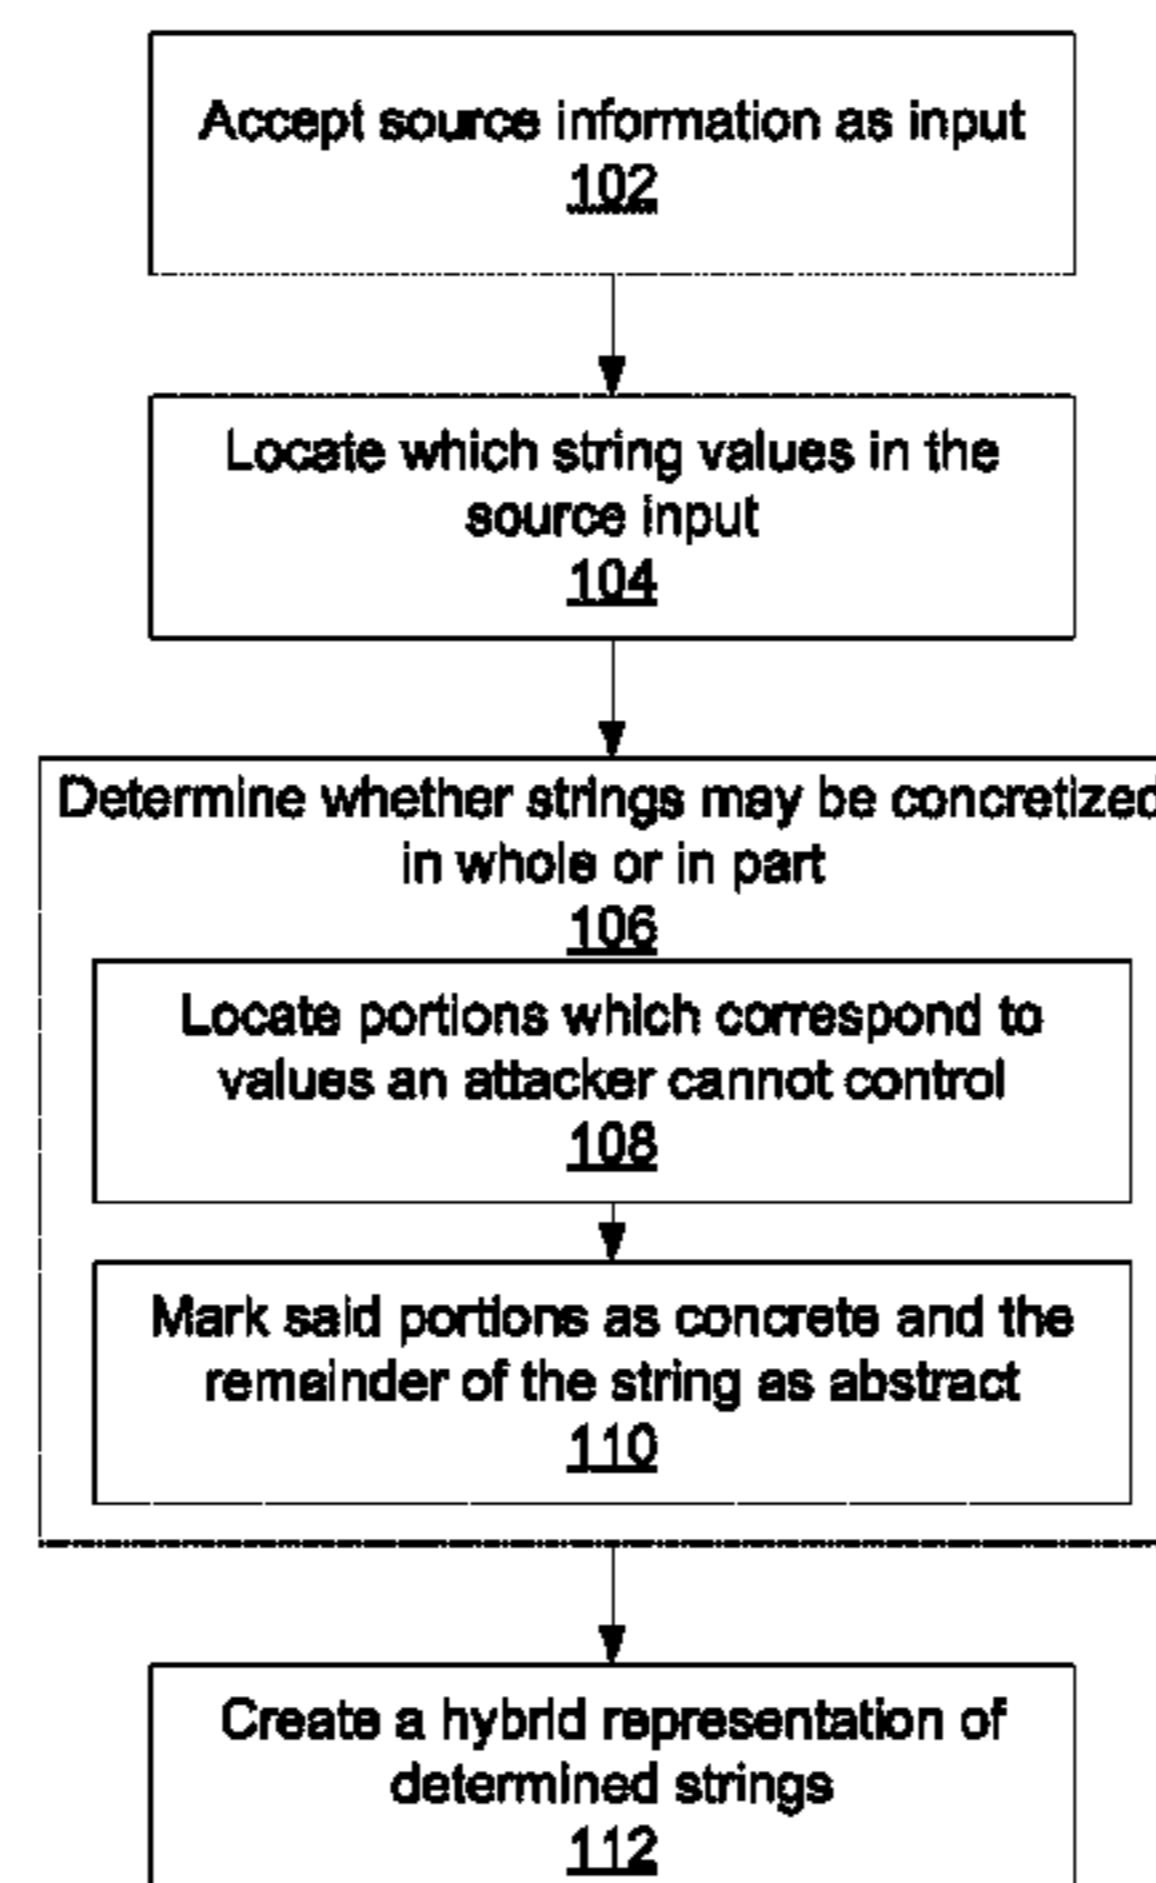 Accept source information as input
102
Locate which string values in the
source input
104
Determine whether strings may be concretized
in whole or in part
106
Locate portions which correspond to
values an attacker cannot control
108
Mark said portions as concrete and the
remainder of the string as abstract
110
Create a hybrid representation of
determined strings
112